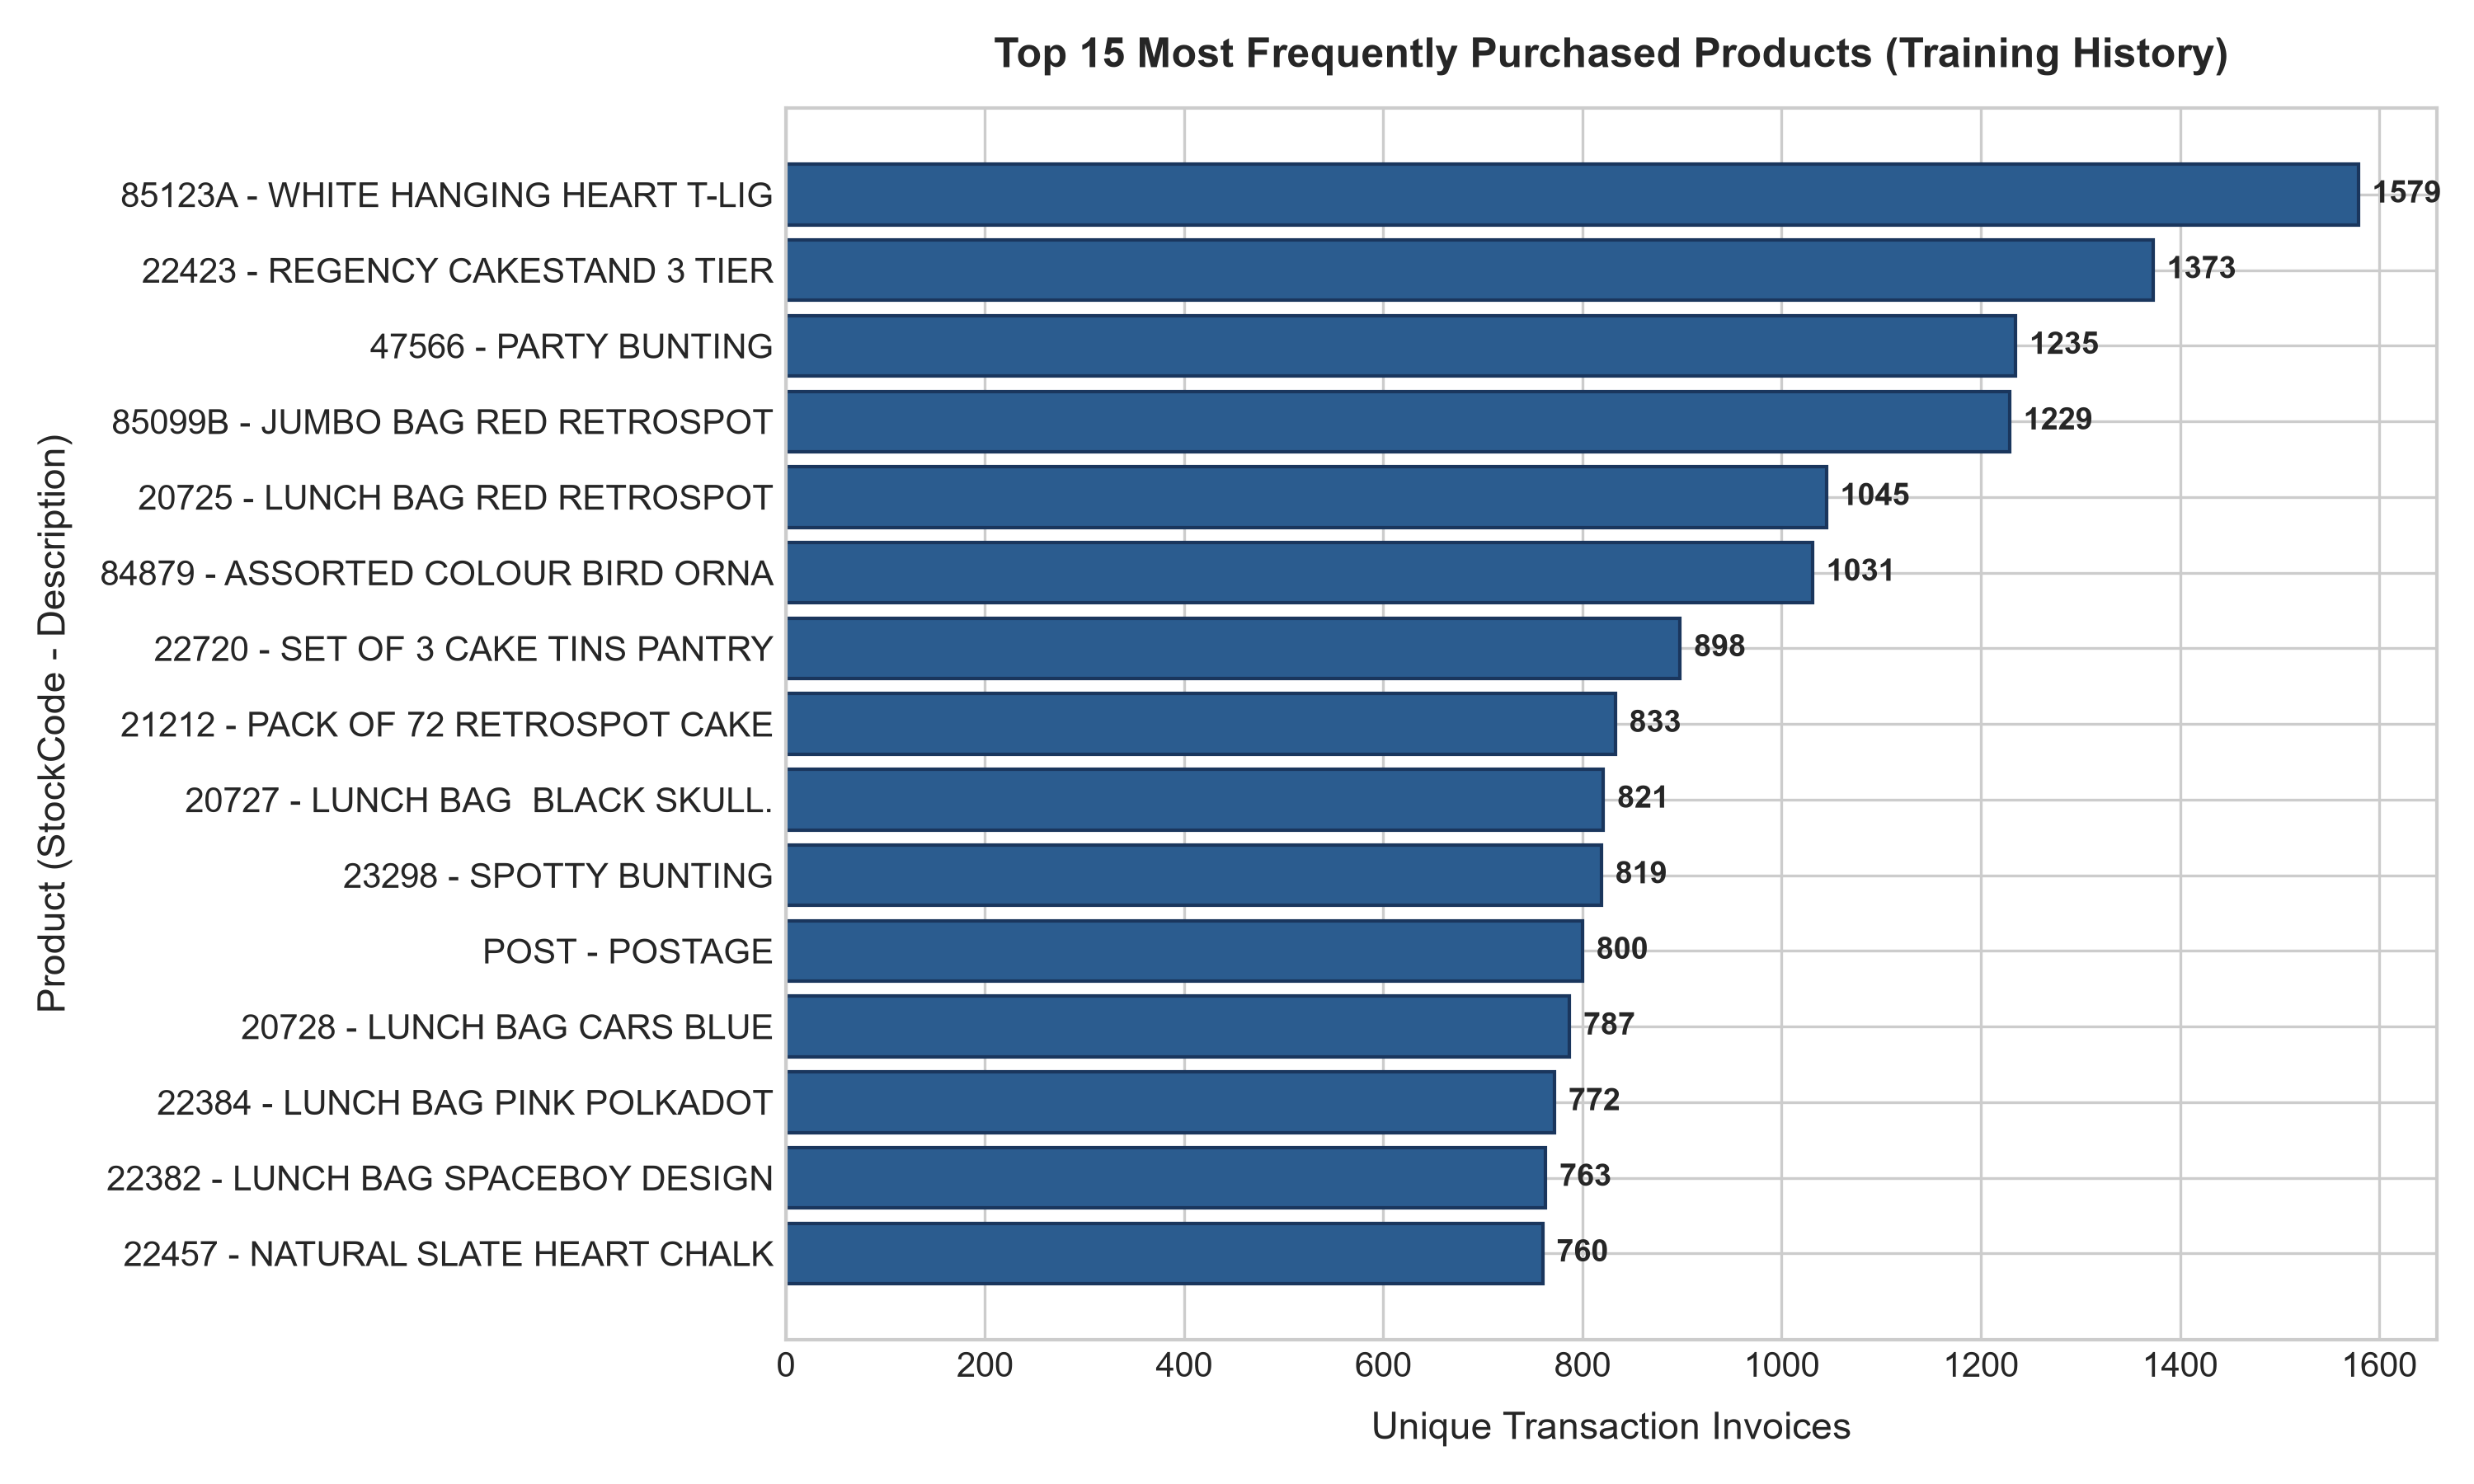 Top 15 Most Frequently Purchased Products (Training History)
Product (StockCode - Description)
85123A - WHITE HANGING HEART T-LIG 1579
22423 - REGENCY CAKESTAND 3 TIER 1373
47566 - PARTY BUNTING 1235
85099B - JUMBO BAG RED RETROSPOT 1229
20725 - LUNCH BAG RED RETROSPOT 1045
84879 - ASSORTED COLOUR BIRD ORNA 1031
22720 - SET OF 3 CAKE TINS PANTRY 898
21212 - PACK OF 72 RETROSPOT CAKE 833
20727 - LUNCH BAG  BLACK SKULL. 821
23298 - SPOTTY BUNTING 819
POST - POSTAGE 800
20728 - LUNCH BAG CARS BLUE 787
22384 - LUNCH BAG PINK POLKADOT 772
22382 - LUNCH BAG SPACEBOY DESIGN 763
22457 - NATURAL SLATE HEART CHALK 760
0 200 400 600 800 1000 1200 1400 1600
Unique Transaction Invoices